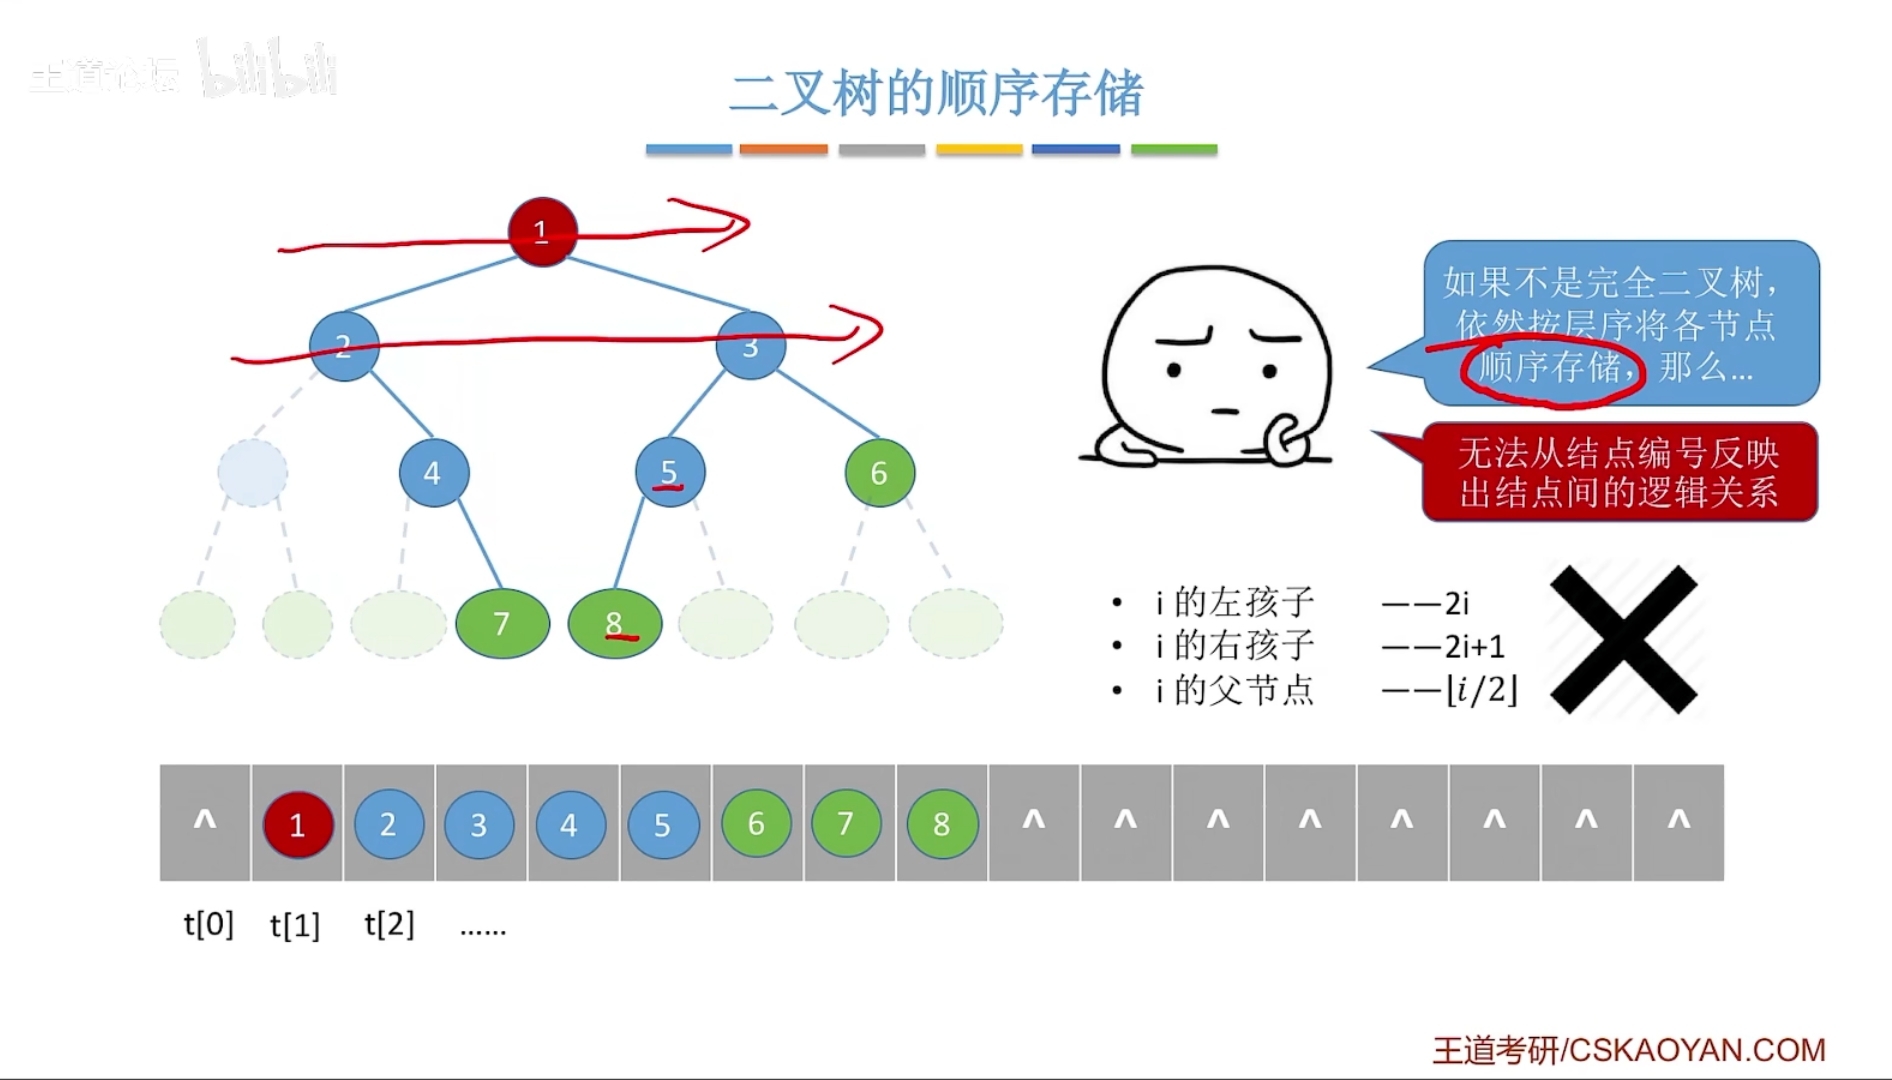 王道论坛 bilibili
二叉树的顺序存储
1
2 3
4 5 6
7 8
如果不是完全二叉树，
依然按层序将各节点
顺序存储，那么...
无法从结点编号反映
出结点间的逻辑关系
• i 的左孩子 ——2i
• i 的右孩子 ——2i+1
• i 的父节点 ——⌊i/2⌋
^ 1 2 3 4 5 6 7 8 ^ ^ ^ ^ ^ ^ ^ ^
t[0] t[1] t[2] ......
王道考研/CSKAOYAN.COM